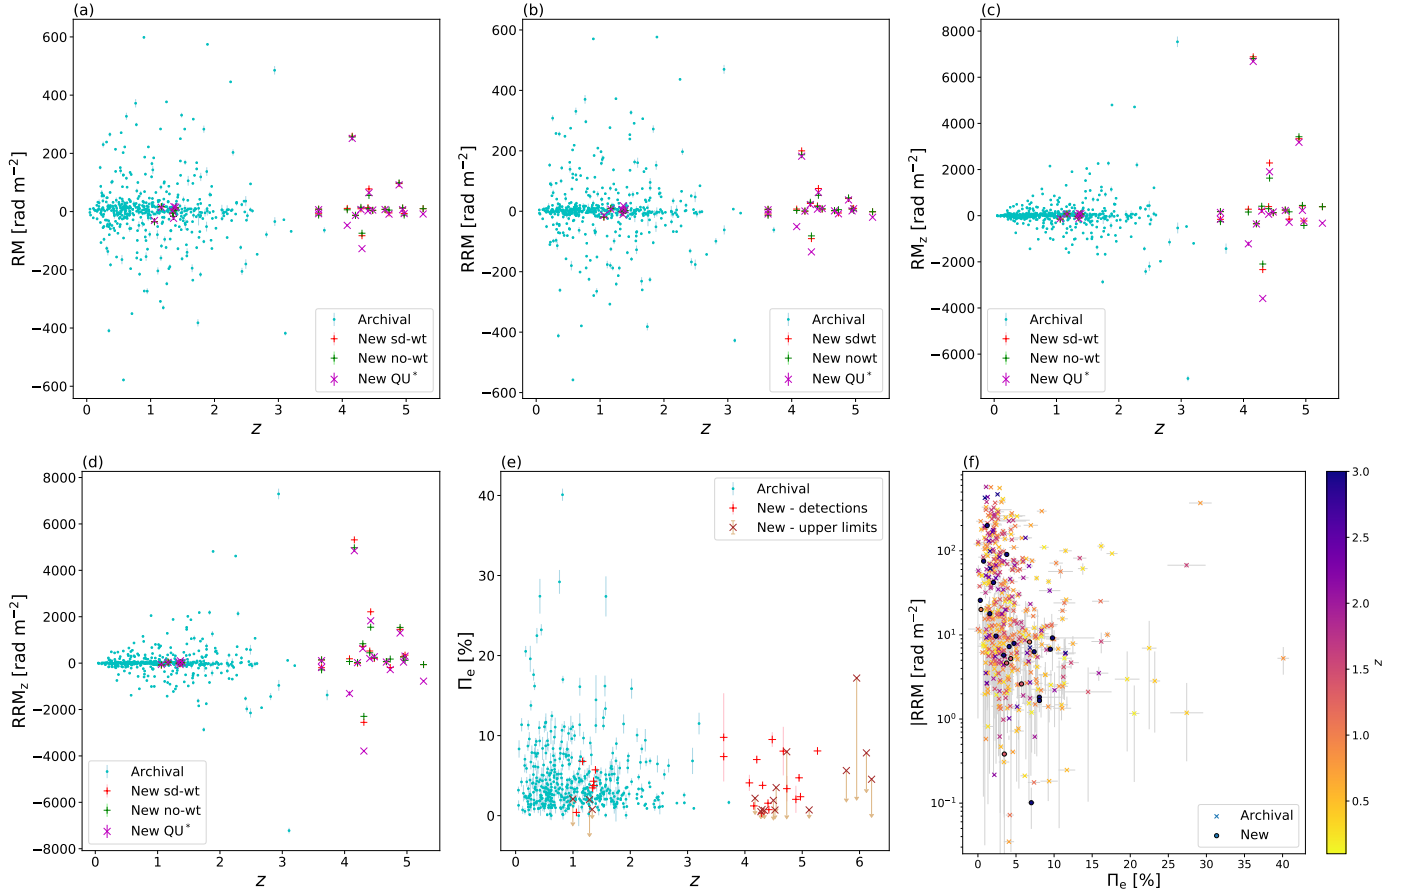 (a)
600
400
200
0
−200
−400
−600
RM [rad m⁻²]
0 1 2 3 4 5
z
Archival
New sd-wt
New no-wt
New QU*
(b)
600
400
200
0
−200
−400
−600
RRM [rad m⁻²]
0 1 2 3 4 5
z
Archival
New sdwt
New nowt
New QU*
(c)
8000
6000
4000
2000
0
−2000
−4000
−6000
RM_z [rad m⁻²]
0 1 2 3 4 5
z
Archival
New sd-wt
New no-wt
New QU*
(d)
8000
6000
4000
2000
0
−2000
−4000
−6000
−8000
RRM_z [rad m⁻²]
0 1 2 3 4 5
z
Archival
New sd-wt
New no-wt
New QU*
(e)
40
30
20
10
0
Π_e [%]
0 1 2 3 4 5 6
z
Archival
New - detections
New - upper limits
(f)
10²
10¹
10⁰
10⁻¹
|RRM [rad m⁻²]
0 5 10 15 20 25 30 35 40
Π_e [%]
Archival
New
3.0
2.5
2.0
1.5
1.0
0.5
z